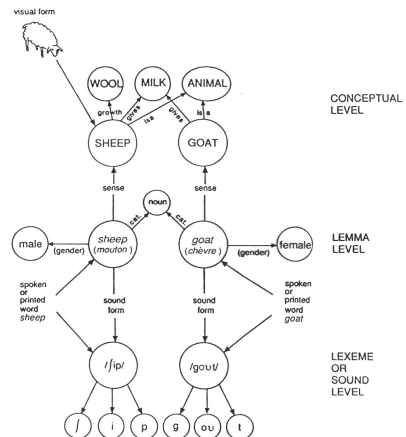 visual form
WOOL
MILK
ANIMAL
growth
gives
is a
gives
is a
CONCEPTUAL
LEVEL
SHEEP
GOAT
sense
sense
noun
cat.
cat.
male
(gender)
sheep
(mouton)
goat
(chèvre)
(gender)
female
LEMMA
LEVEL
spoken
or
printed
word
sheep
sound
form
sound
form
spoken
or
printed
word
goat
/ʃip/
/goʊt/
LEXEME
OR
SOUND
LEVEL
ʃ
i
p
g
oʊ
t